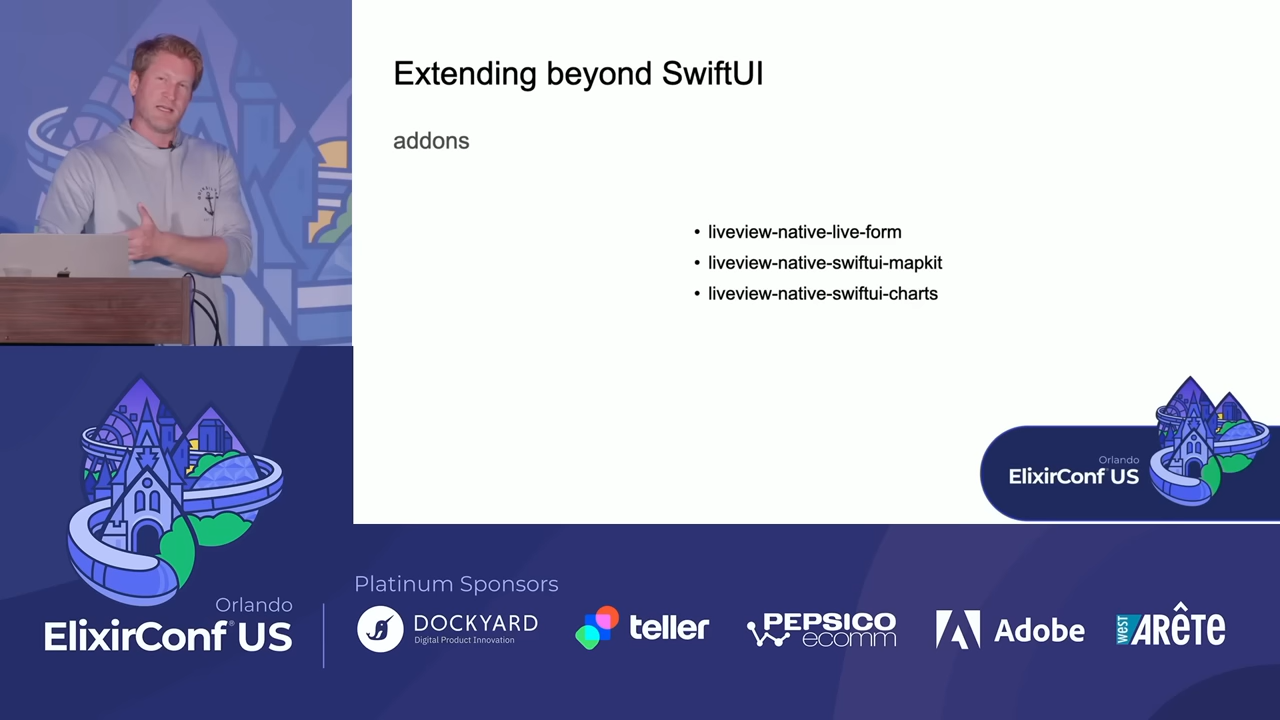 Extending beyond SwiftUI
addons
• liveview-native-live-form
• liveview-native-swiftui-mapkit
• liveview-native-swiftui-charts
Orlando
ElixirConf US
Orlando
ElixirConf® US
Platinum Sponsors
DOCKYARD
Digital Product Innovation
teller
PEPSICO
ecomm
Adobe
west ARÊTE